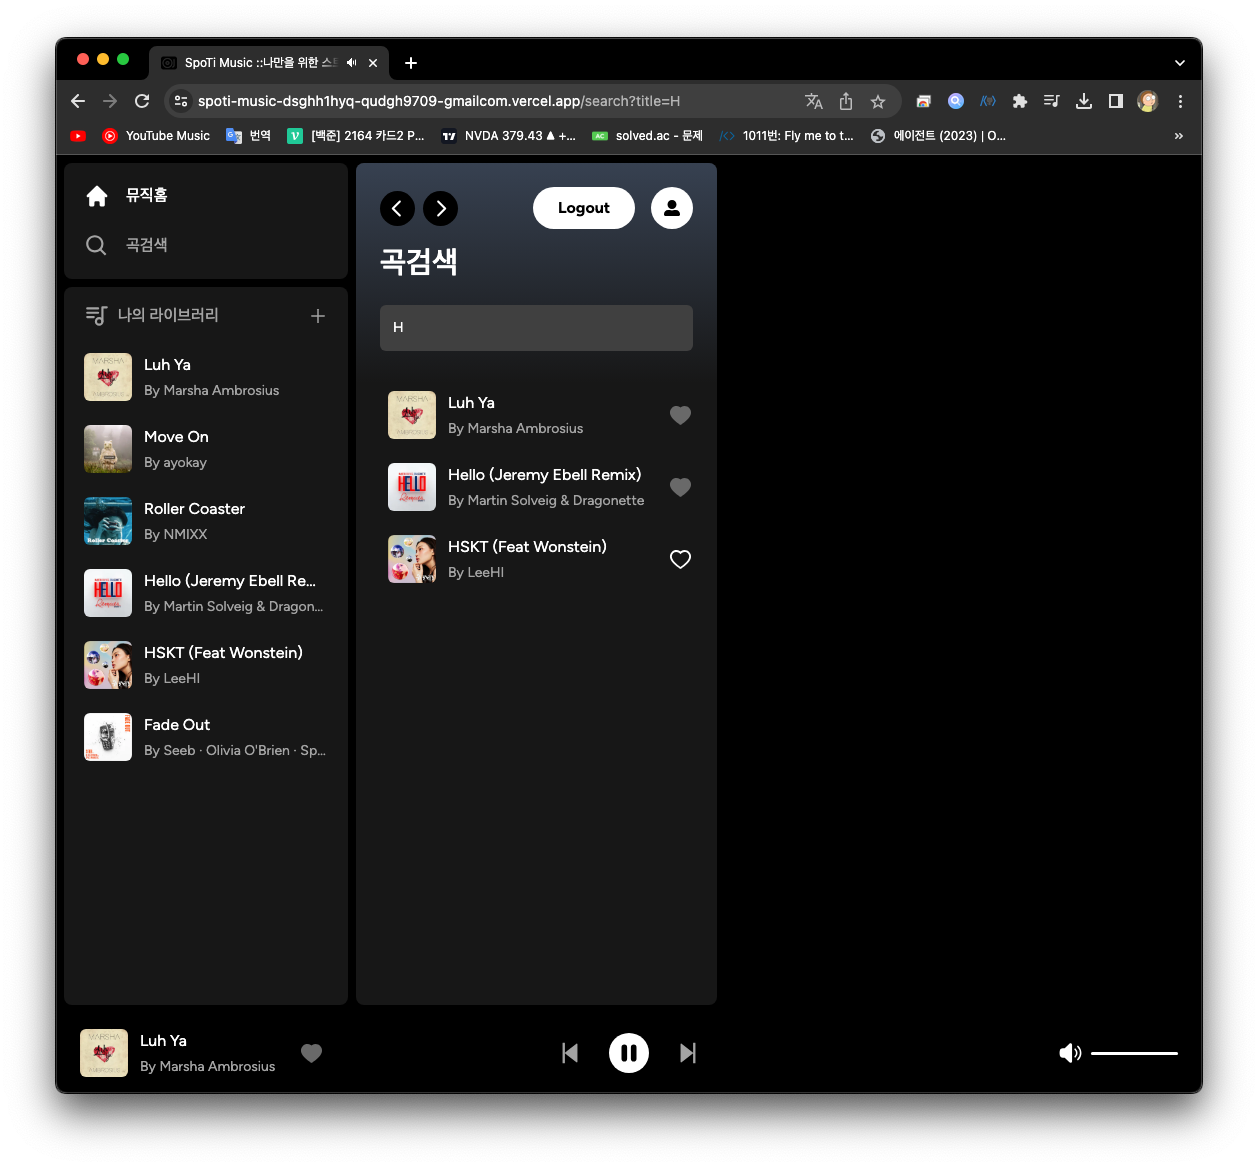 SpoTi Music ::나만을 위한 스
spoti-music-dsghh1hyq-qudgh9709-gmailcom.vercel.app/search?title=H
YouTube Music
번역
[백준] 2164 카드2 P...
NVDA 379.43 ▲ +...
solved.ac - 문제
1011번: Fly me to t...
에이전트 (2023) | O...
»
뮤직홈
곡검색
나의 라이브러리
Luh Ya
By Marsha Ambrosius
Move On
By ayokay
Roller Coaster
By NMIXX
Hello (Jeremy Ebell Re...
By Martin Solveig & Dragon...
HSKT (Feat Wonstein)
By LeeHI
Fade Out
By Seeb · Olivia O'Brien · Sp...
Logout
곡검색
H
Luh Ya
By Marsha Ambrosius
Hello (Jeremy Ebell Remix)
By Martin Solveig & Dragonette
HSKT (Feat Wonstein)
By LeeHI
Luh Ya
By Marsha Ambrosius